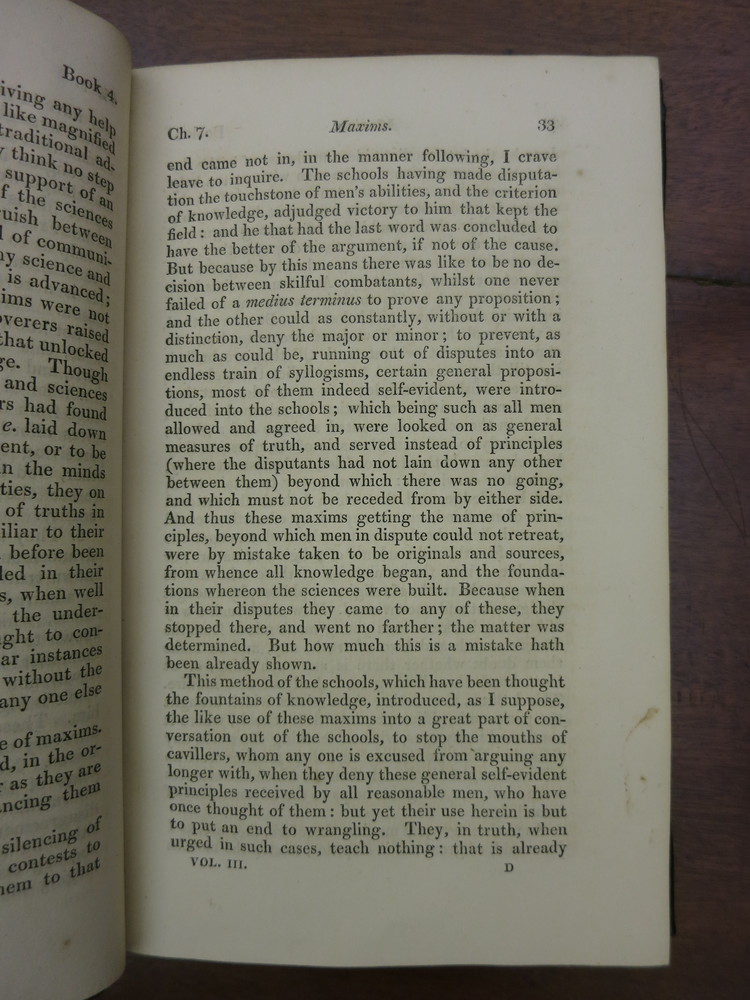 Book 4.
iving any help
like magnified
traditional ad-
think no step
support of an
f the sciences
uish between
of communi-
y science and
is advanced;
ims were not
overers raised
that unlocked
ge. Though
and sciences
rs had found
e. laid down
ent, or to be
n the minds
ties, they on
of truths in
iliar to their
before been
led in their
s, when well
the under-
ght to con-
ar instances
without the
any one else
e of maxims.
d, in the or-
r as they are
ncing them
silencing of
contests to
hem to that
Ch. 7. Maxims. 33
end came not in, in the manner following, I crave
leave to inquire. The schools having made disputa-
tion the touchstone of men's abilities, and the criterion
of knowledge, adjudged victory to him that kept the
field: and he that had the last word was concluded to
have the better of the argument, if not of the cause.
But because by this means there was like to be no de-
cision between skilful combatants, whilst one never
failed of a medius terminus to prove any proposition;
and the other could as constantly, without or with a
distinction, deny the major or minor; to prevent, as
much as could be, running out of disputes into an
endless train of syllogisms, certain general proposi-
tions, most of them indeed self-evident, were intro-
duced into the schools; which being such as all men
allowed and agreed in, were looked on as general
measures of truth, and served instead of principles
(where the disputants had not lain down any other
between them) beyond which there was no going,
and which must not be receded from by either side.
And thus these maxims getting the name of prin-
ciples, beyond which men in dispute could not retreat,
were by mistake taken to be originals and sources,
from whence all knowledge began, and the founda-
tions whereon the sciences were built. Because when
in their disputes they came to any of these, they
stopped there, and went no farther; the matter was
determined. But how much this is a mistake hath
been already shown.
This method of the schools, which have been thought
the fountains of knowledge, introduced, as I suppose,
the like use of these maxims into a great part of con-
versation out of the schools, to stop the mouths of
cavillers, whom any one is excused from arguing any
longer with, when they deny these general self-evident
principles received by all reasonable men, who have
once thought of them: but yet their use herein is but
to put an end to wrangling. They, in truth, when
urged in such cases, teach nothing: that is already
VOL. III. D